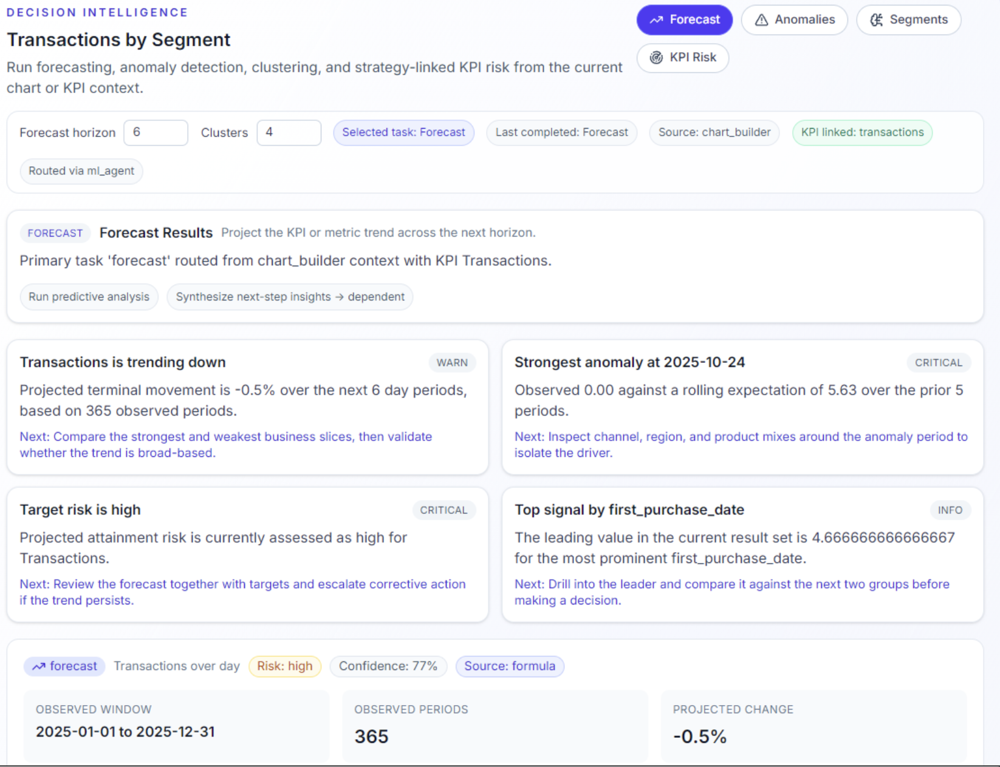 DECISION INTELLIGENCE
Transactions by Segment
Run forecasting, anomaly detection, clustering, and strategy-linked KPI risk from the current
chart or KPI context.
Forecast
Anomalies
Segments
KPI Risk
Forecast horizon 6 Clusters 4 Selected task: Forecast Last completed: Forecast Source: chart_builder KPI linked: transactions
Routed via ml_agent
FORECAST Forecast Results Project the KPI or metric trend across the next horizon.
Primary task 'forecast' routed from chart_builder context with KPI Transactions.
Run predictive analysis Synthesize next-step insights → dependent
Transactions is trending down WARN
Projected terminal movement is -0.5% over the next 6 day periods,
based on 365 observed periods.
Next: Compare the strongest and weakest business slices, then validate
whether the trend is broad-based.
Strongest anomaly at 2025-10-24 CRITICAL
Observed 0.00 against a rolling expectation of 5.63 over the prior 5
periods.
Next: Inspect channel, region, and product mixes around the anomaly period to
isolate the driver.
Target risk is high CRITICAL
Projected attainment risk is currently assessed as high for
Transactions.
Next: Review the forecast together with targets and escalate corrective action
if the trend persists.
Top signal by first_purchase_date INFO
The leading value in the current result set is 4.666666666666667
for the most prominent first_purchase_date.
Next: Drill into the leader and compare it against the next two groups before
making a decision.
forecast Transactions over day Risk: high Confidence: 77% Source: formula
OBSERVED WINDOW
2025-01-01 to 2025-12-31
OBSERVED PERIODS
365
PROJECTED CHANGE
-0.5%